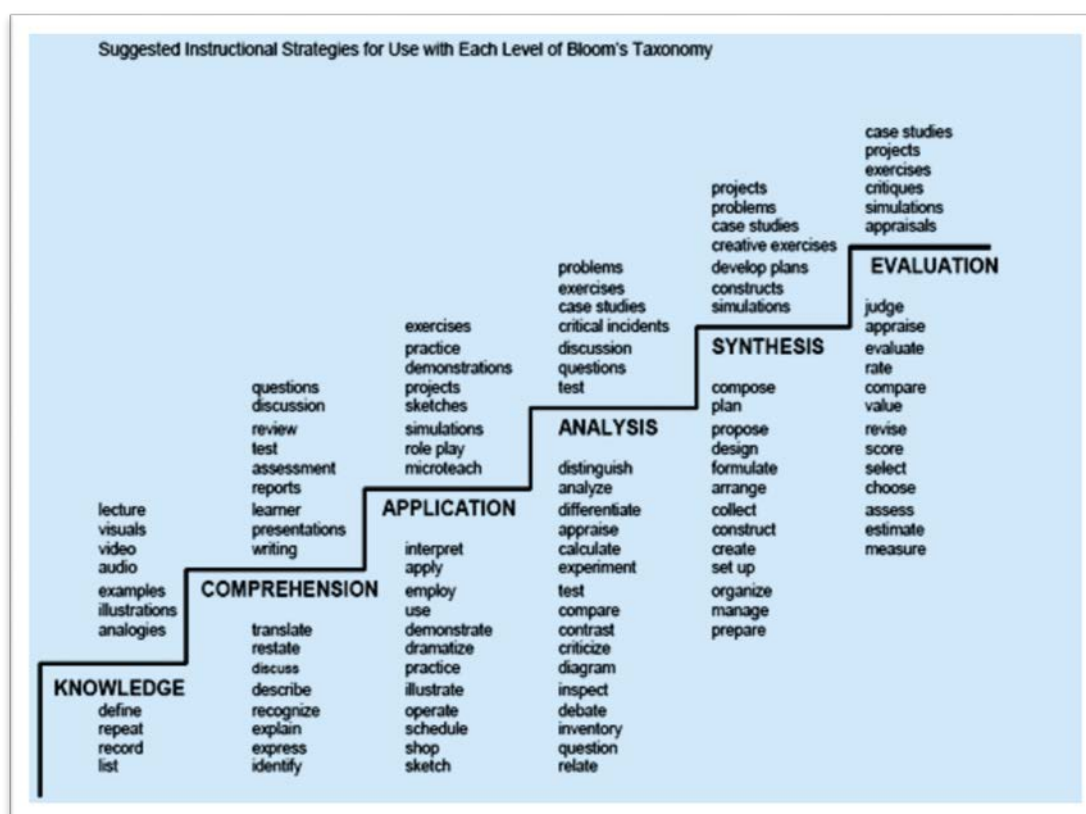 Suggested Instructional Strategies for Use with Each Level of Bloom's Taxonomy
lecture
visuals
video
audio
examples
illustrations
analogies
KNOWLEDGE
define
repeat
record
list
questions
discussion
review
test
assessment
reports
learner
presentations
writing
COMPREHENSION
translate
restate
discuss
describe
recognize
explain
express
identify
exercises
practice
demonstrations
projects
sketches
simulations
role play
microteach
APPLICATION
interpret
apply
employ
use
demonstrate
dramatize
practice
illustrate
operate
schedule
shop
sketch
problems
exercises
case studies
critical incidents
discussion
questions
test
ANALYSIS
distinguish
analyze
differentiate
appraise
calculate
experiment
test
compare
contrast
criticize
diagram
inspect
debate
inventory
question
relate
projects
problems
case studies
creative exercises
develop plans
constructs
simulations
SYNTHESIS
compose
plan
propose
design
formulate
arrange
collect
construct
create
set up
organize
manage
prepare
case studies
projects
exercises
critiques
simulations
appraisals
EVALUATION
judge
appraise
evaluate
rate
compare
value
revise
score
select
choose
assess
estimate
measure